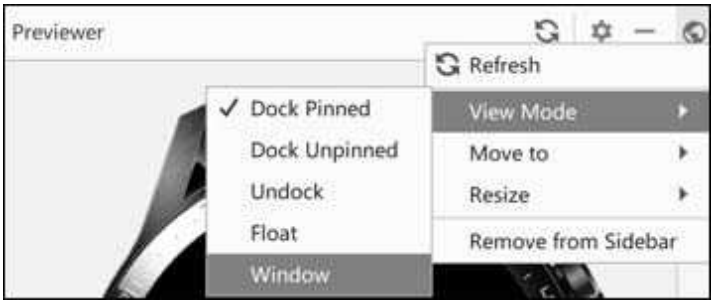 Previewer
Refresh
View Mode
Move to
Resize
Remove from Sidebar
Dock Pinned
Dock Unpinned
Undock
Float
Window